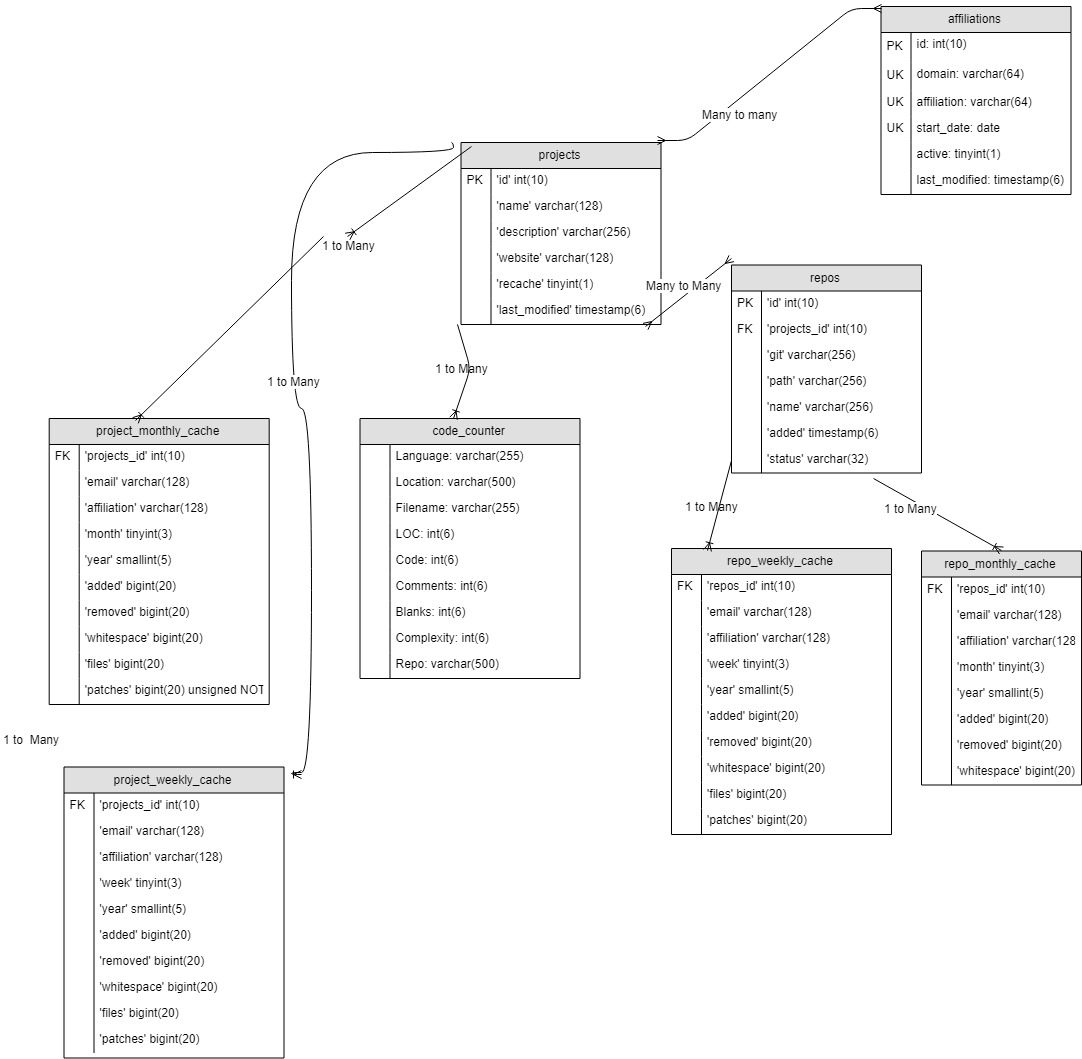 affiliations
PK id: int(10)
UK domain: varchar(64)
UK affiliation: varchar(64)
UK start_date: date
active: tinyint(1)
last_modified: timestamp(6)
Many to many
projects
PK 'id' int(10)
'name' varchar(128)
'description' varchar(256)
'website' varchar(128)
'recache' tinyint(1)
'last_modified' timestamp(6)
1 to Many
Many to Many
repos
PK 'id' int(10)
FK 'projects_id' int(10)
'git' varchar(256)
'path' varchar(256)
'name' varchar(256)
'added' timestamp(6)
'status' varchar(32)
1 to Many
1 to Many
project_monthly_cache
FK 'projects_id' int(10)
'email' varchar(128)
'affiliation' varchar(128)
'month' tinyint(3)
'year' smallint(5)
'added' bigint(20)
'removed' bigint(20)
'whitespace' bigint(20)
'files' bigint(20)
'patches' bigint(20) unsigned NOT
code_counter
Language: varchar(255)
Location: varchar(500)
Filename: varchar(255)
LOC: int(6)
Code: int(6)
Comments: int(6)
Blanks: int(6)
Complexity: int(6)
Repo: varchar(500)
1 to Many
1 to Many
repo_weekly_cache
FK 'repos_id' int(10)
'email' varchar(128)
'affiliation' varchar(128)
'week' tinyint(3)
'year' smallint(5)
'added' bigint(20)
'removed' bigint(20)
'whitespace' bigint(20)
'files' bigint(20)
'patches' bigint(20)
repo_monthly_cache
FK 'repos_id' int(10)
'email' varchar(128)
'affiliation' varchar(128
'month' tinyint(3)
'year' smallint(5)
'added' bigint(20)
'removed' bigint(20)
'whitespace' bigint(20)
1 to Many
project_weekly_cache
FK 'projects_id' int(10)
'email' varchar(128)
'affiliation' varchar(128)
'week' tinyint(3)
'year' smallint(5)
'added' bigint(20)
'removed' bigint(20)
'whitespace' bigint(20)
'files' bigint(20)
'patches' bigint(20)